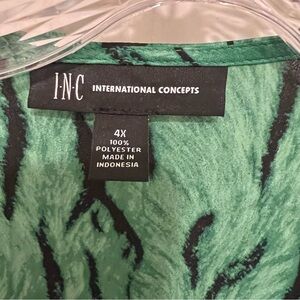 I·N·C INTERNATIONAL CONCEPTS
4X
100%
POLYESTER
MADE IN
INDONESIA